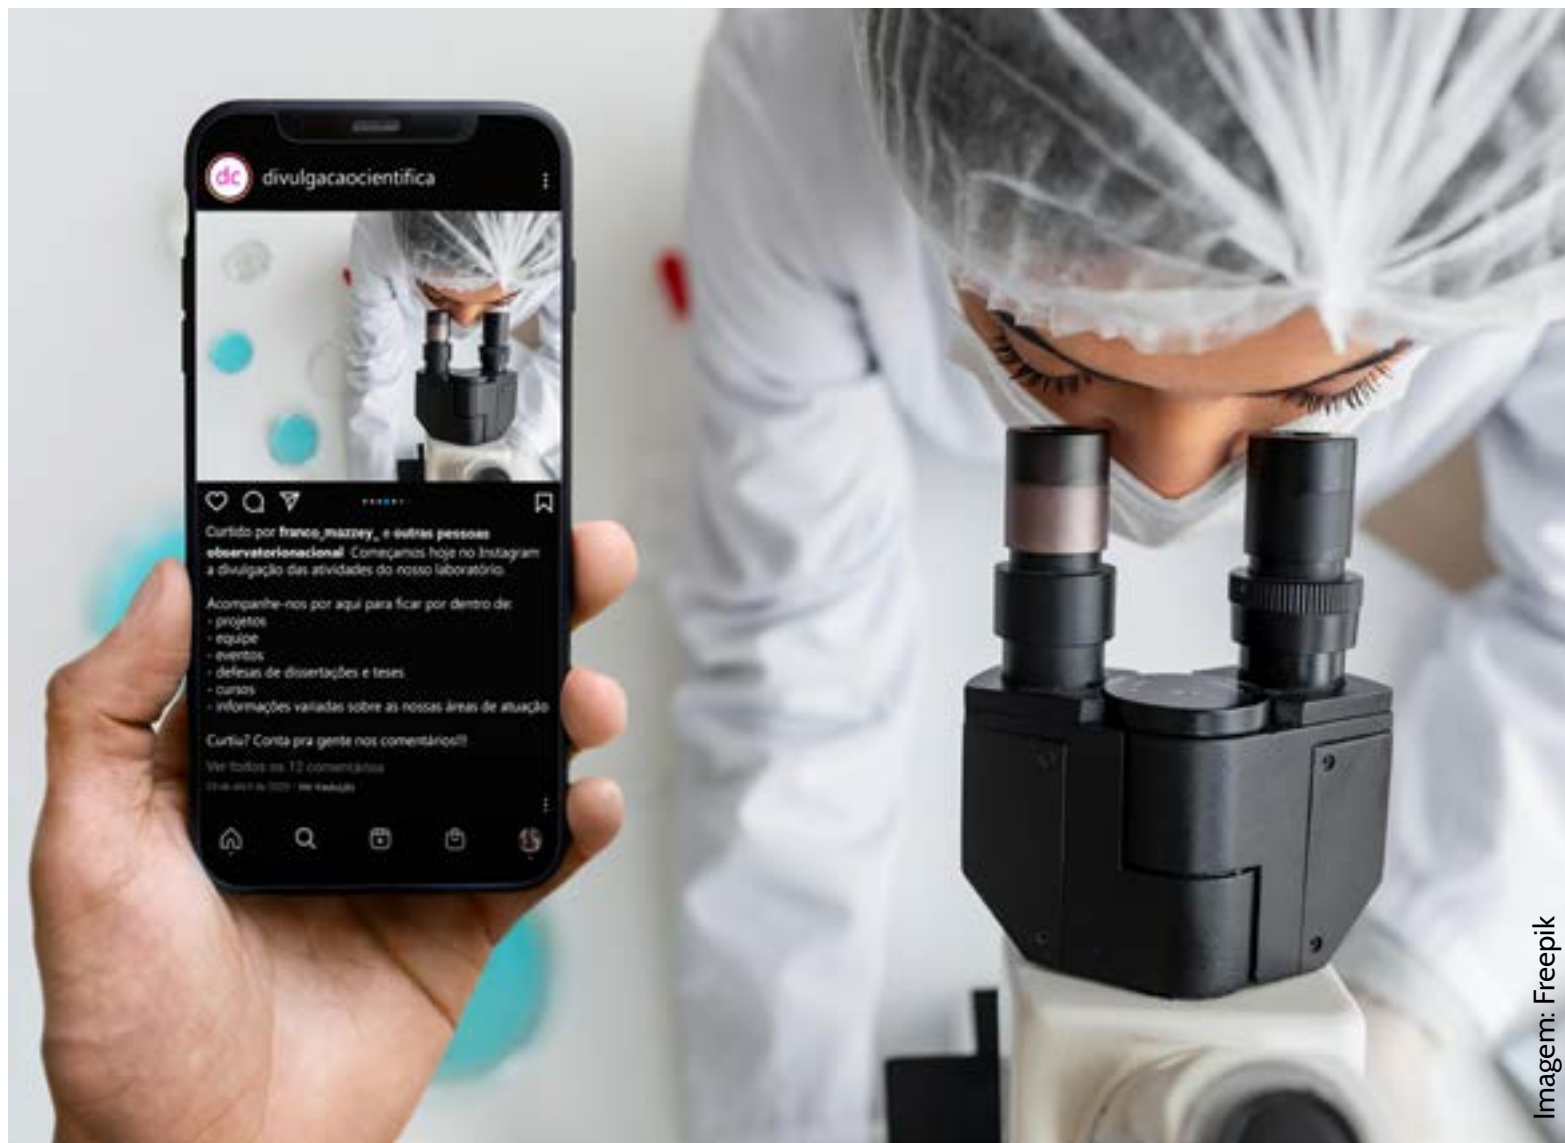 dc divulgacaocientifica
Curtido por franco_mazzey_ e outras pessoas
observatorionacional Começamos hoje no Instagram
a divulgação das atividades do nosso laboratório.
Acompanhe-nos por aqui para ficar por dentro de:
- projetos
- equipe
- eventos
- defesas de dissertações e teses
- cursos
- informações variadas sobre as nossas áreas de atuação
Curtiu? Conta pra gente nos comentários!!!
Ver todos os 12 comentários
Ver tradução
Imagem: Freepik